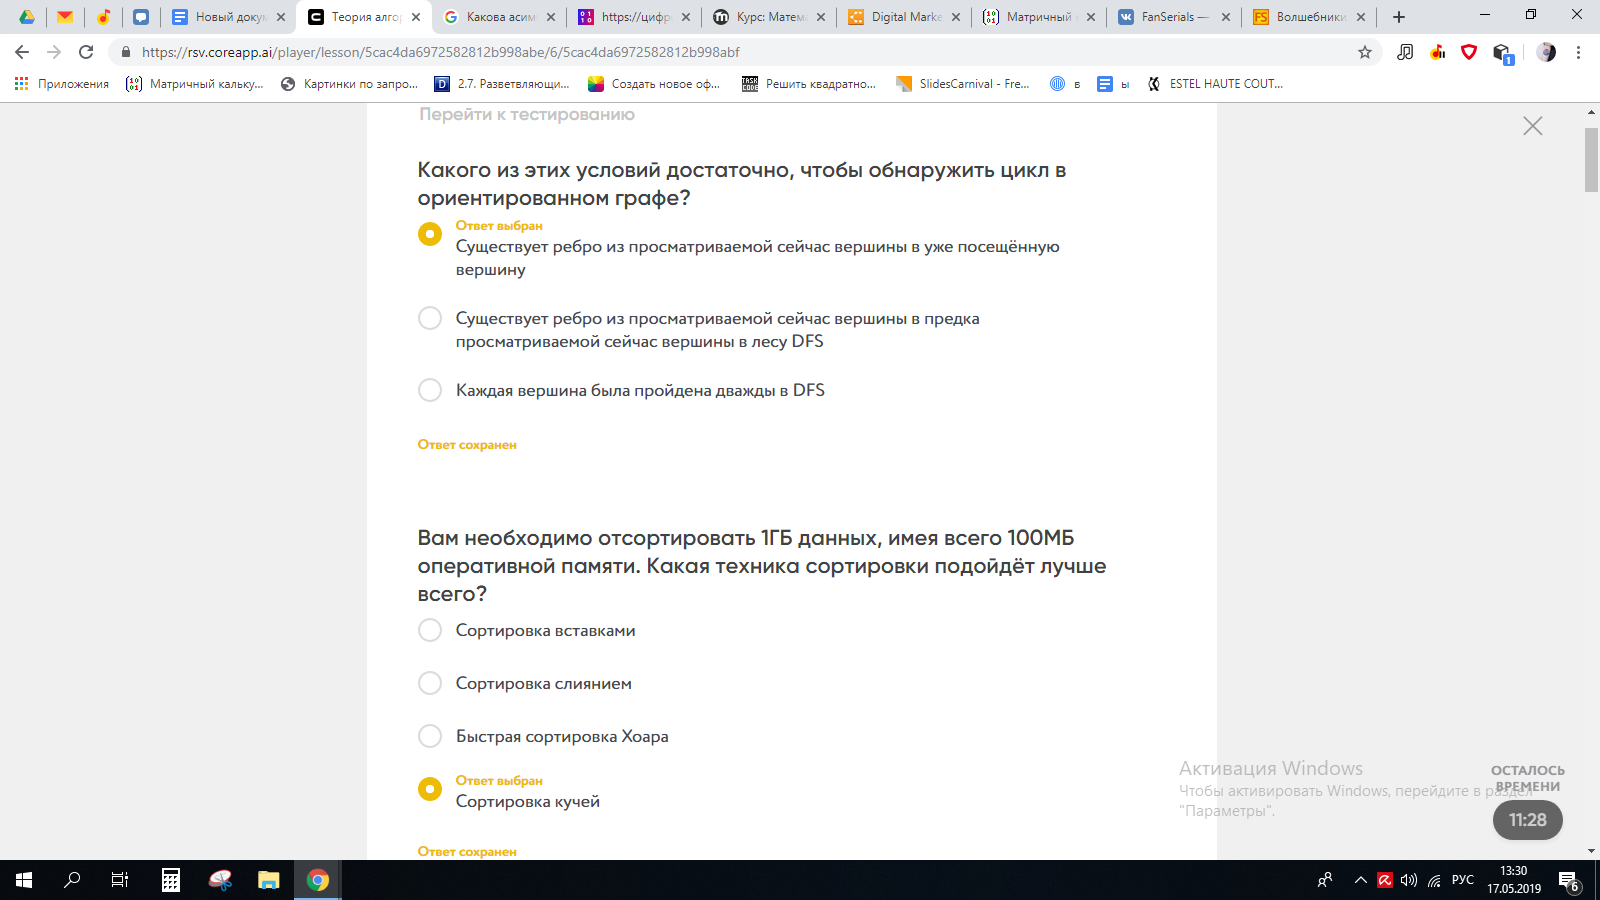 Новый докум
Теория алгор
Какова асим
https://цифр
Курс: Матема
Digital Marke
Матричный
FanSerials —
Волшебники
https://rsv.coreapp.ai/player/lesson/5cac4da6972582812b998abe/6/5cac4da6972582812b998abf
1
Приложения
Матричный кальку...
Картинки по запро...
2.7. Разветвляющи...
Создать новое оф...
Решить квадратно...
SlidesCarnival - Fre...
в
ы
ESTEL HAUTE COUT...
Перейти к тестированию
Какого из этих условий достаточно, чтобы обнаружить цикл в
ориентированном графе?
Ответ выбран
Существует ребро из просматриваемой сейчас вершины в уже посещённую
вершину
Существует ребро из просматриваемой сейчас вершины в предка
просматриваемой сейчас вершины в лесу DFS
Каждая вершина была пройдена дважды в DFS
Ответ сохранен
Вам необходимо отсортировать 1ГБ данных, имея всего 100МБ
оперативной памяти. Какая техника сортировки подойдёт лучше
всего?
Сортировка вставками
Сортировка слиянием
Быстрая сортировка Хоара
Ответ выбран
Сортировка кучей
Ответ сохранен
Активация Windows
Чтобы активировать Windows, перейдите в раздел
"Параметры".
ОСТАЛОСЬ
ВРЕМЕНИ
11:28
РУС
13:30
17.05.2019
6